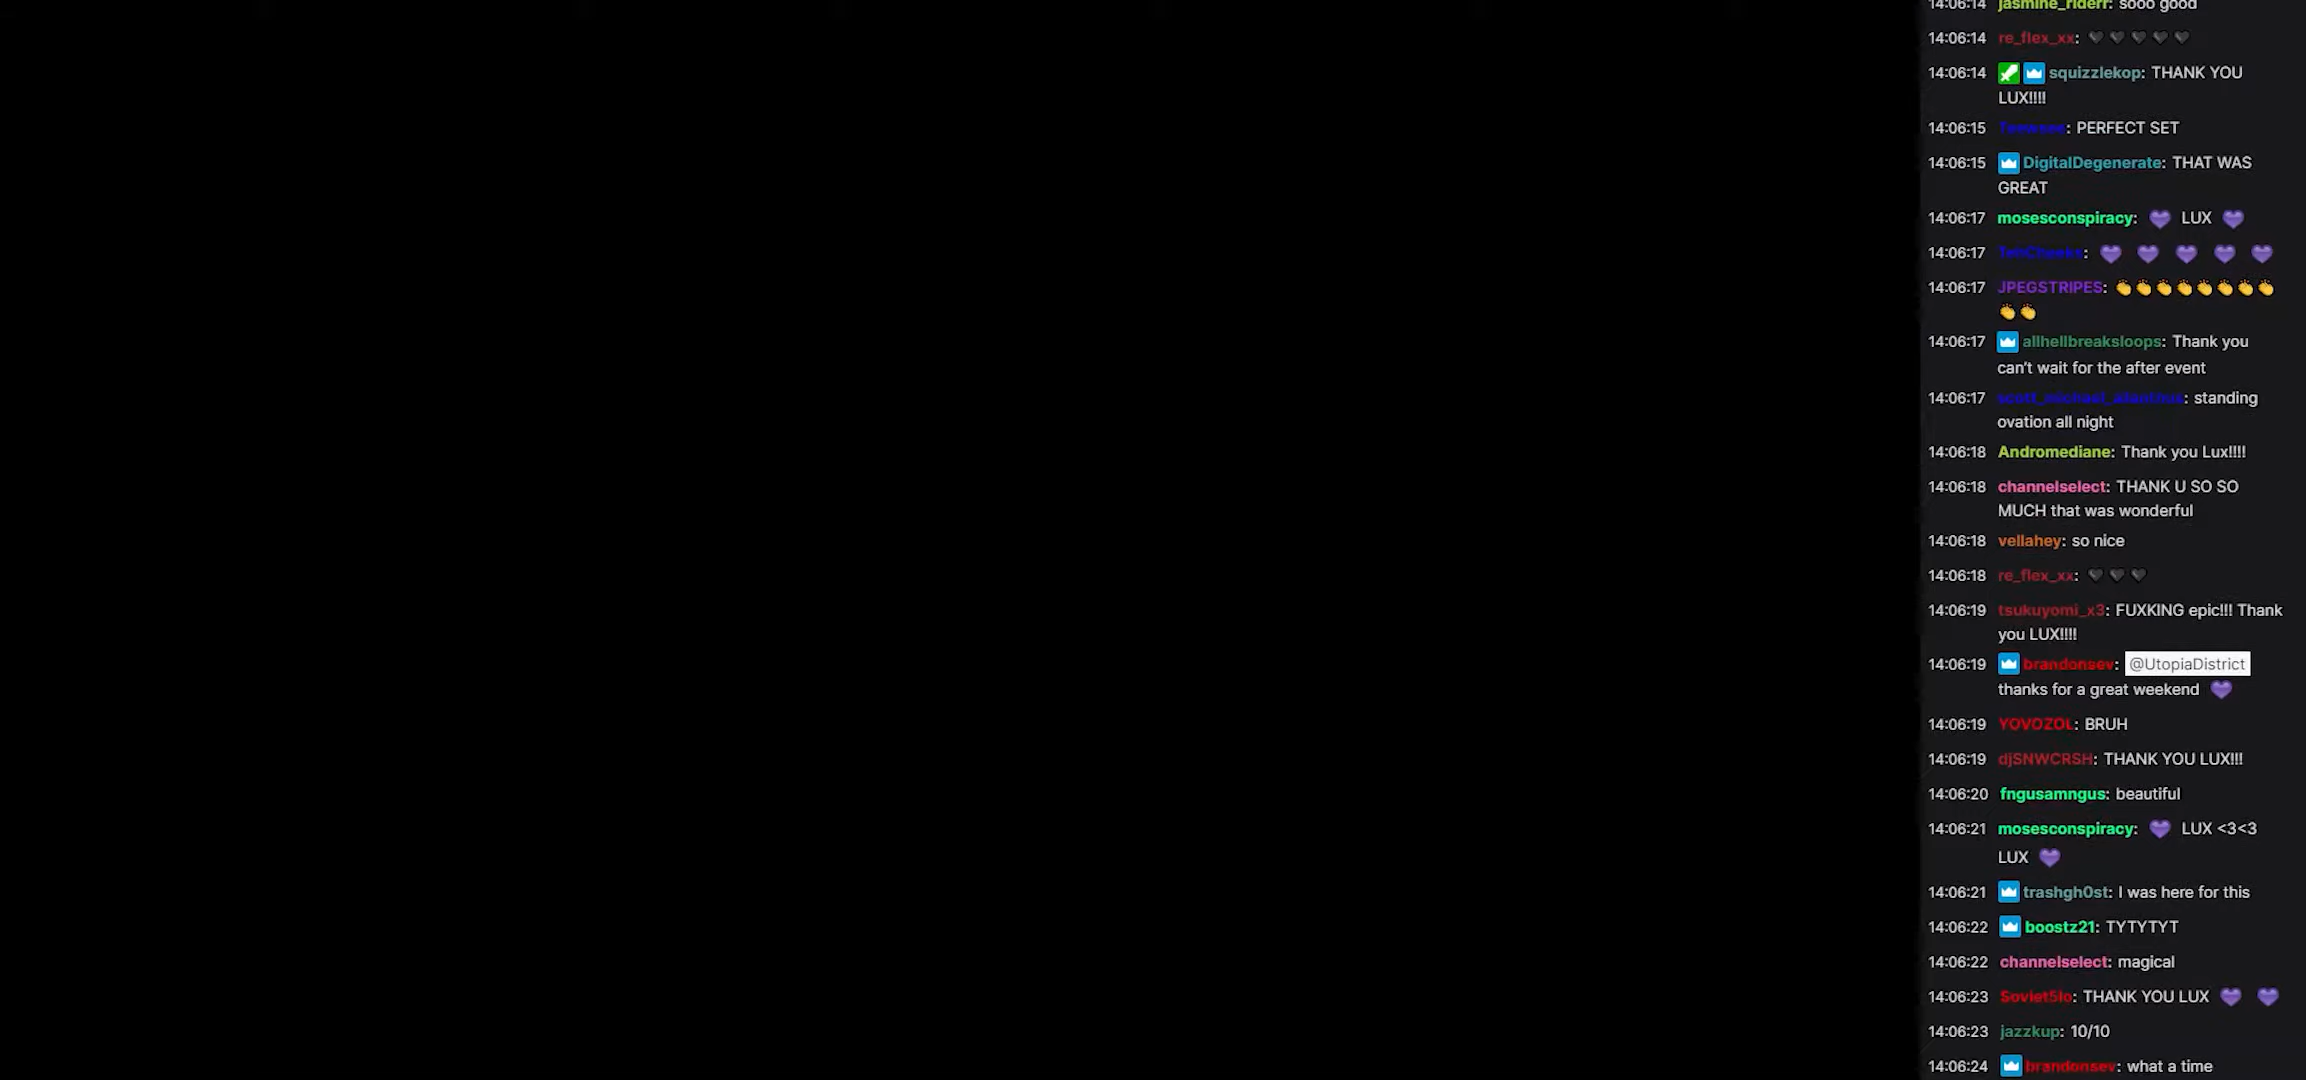 14:06:14 jasmine_riderr: sooo good
14:06:14 re_flex_xx:
14:06:14 squizzlekop: THANK YOU
LUX!!!!
14:06:15 : PERFECT SET
14:06:15 DigitalDegenerate: THAT WAS
GREAT
14:06:17 mosesconspiracy: 💜 LUX 💜
14:06:17 : 💜 💜 💜 💜 💜
14:06:17 JPEGSTRIPES: 👏👏👏👏👏👏👏👏
👏👏
14:06:17 allhellbreaksloops: Thank you
can't wait for the after event
14:06:17 : standing
ovation all night
14:06:18 Andromediane: Thank you Lux!!!!
14:06:18 channelselect: THANK U SO SO
MUCH that was wonderful
14:06:18 vellahey: so nice
14:06:18 re_flex_xx:
14:06:19 tsukuyomi_x3: FUXKING epic!!! Thank
you LUX!!!!
14:06:19 brandonsev: @UtopiaDistrict
thanks for a great weekend 💜
14:06:19 YOVOZOL: BRUH
14:06:19 djSNWCRSH: THANK YOU LUX!!!
14:06:20 fngusamngus: beautiful
14:06:21 mosesconspiracy: 💜 LUX <3<3
LUX 💜
14:06:21 trashgh0st: I was here for this
14:06:22 boostz21: TYTYTYT
14:06:22 channelselect: magical
14:06:23 Soviet5lo: THANK YOU LUX 💜 💜
14:06:23 jazzkup: 10/10
14:06:24 brandonsev: what a time